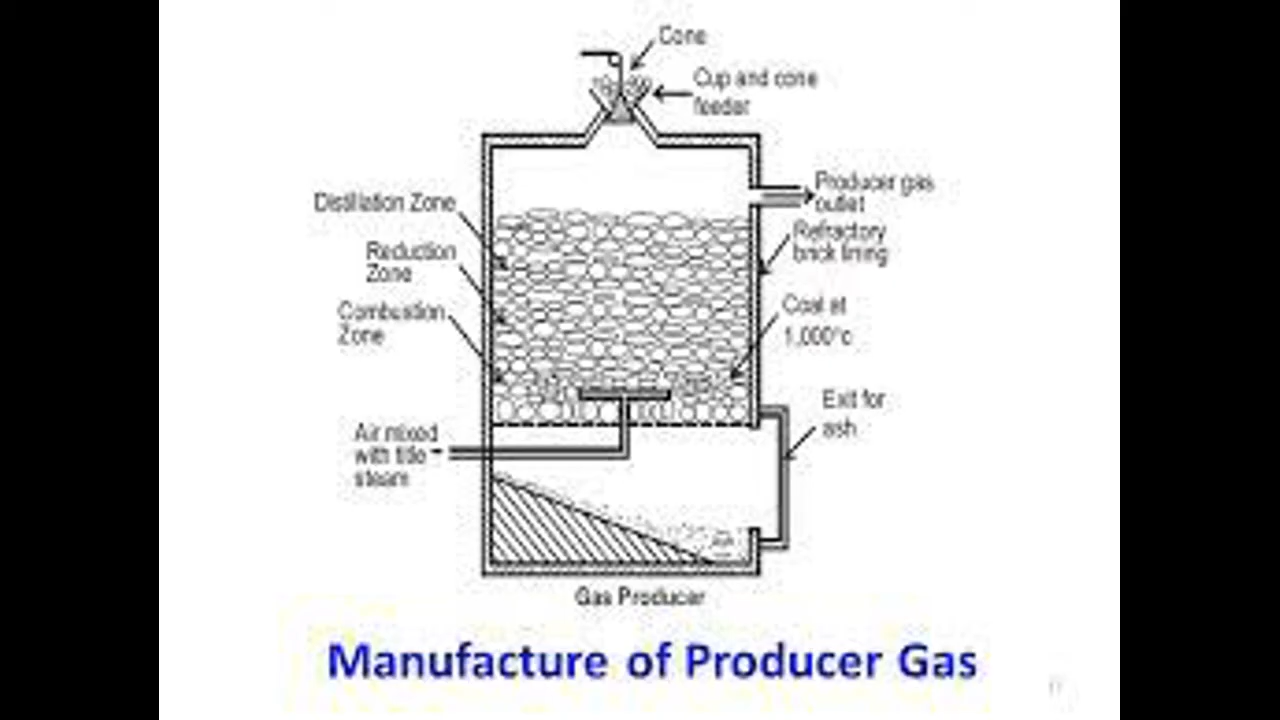 Cone
Cup and cone
feeder
Producer gas
outlet
Distillation Zone
Refractory
brick lining
Reduction
Zone
Coal at
1,000°c
Combustion
Zone
Exit for
ash
Air mixed
with title
steam
Gas Producer
Manufacture of Producer Gas